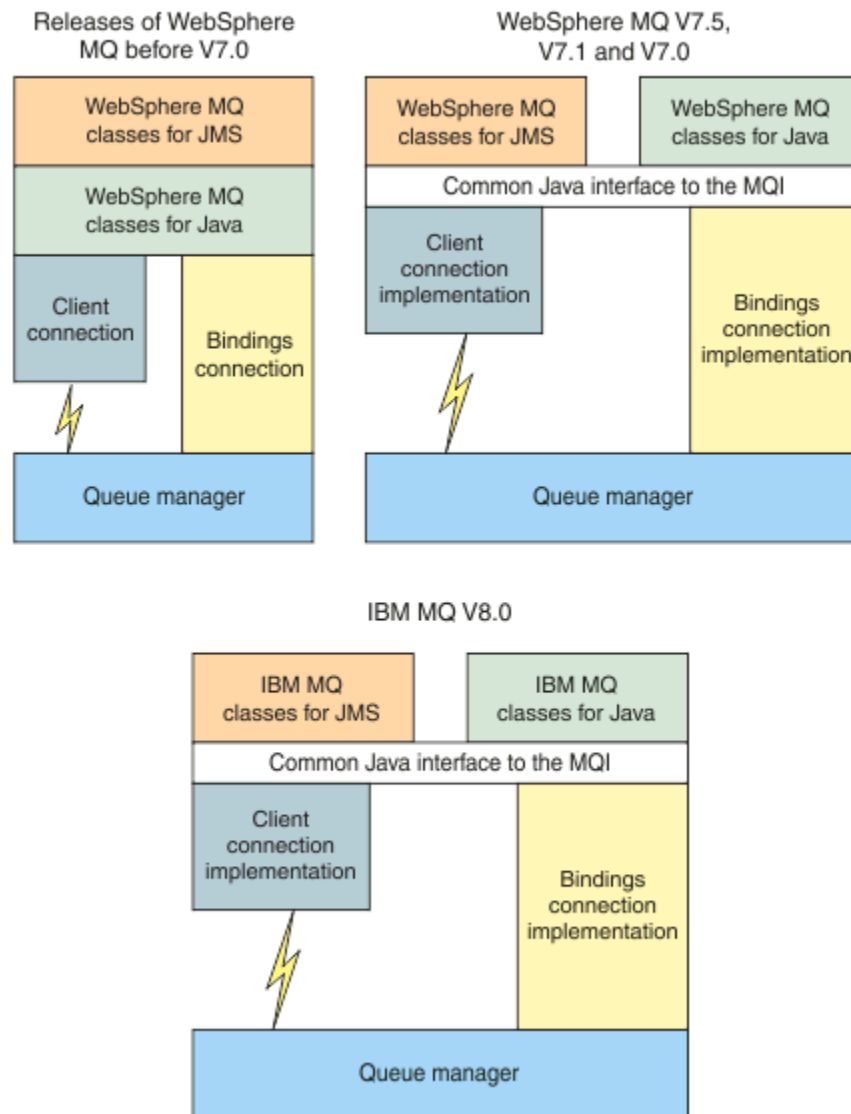 Releases of WebSphere
MQ before V7.0
WebSphere MQ
classes for JMS
WebSphere MQ
classes for Java
Client
connection
Bindings
connection
Queue manager
WebSphere MQ V7.5,
V7.1 and V7.0
WebSphere MQ
classes for JMS
WebSphere MQ
classes for Java
Common Java interface to the MQI
Client
connection
implementation
Bindings
connection
implementation
Queue manager
IBM MQ V8.0
IBM MQ
classes for JMS
IBM MQ
classes for Java
Common Java interface to the MQI
Client
connection
implementation
Bindings
connection
implementation
Queue manager